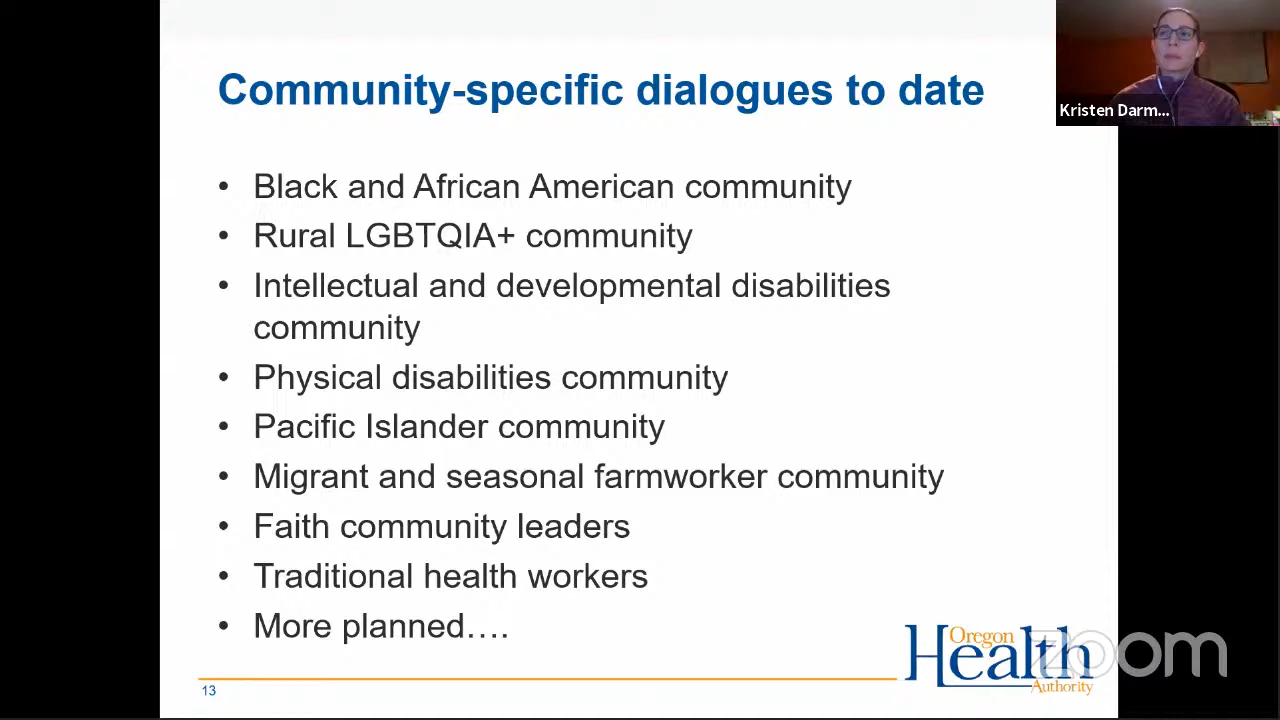 Community-specific dialogues to date
Kristen Darm...
• Black and African American community
• Rural LGBTQIA+ community
• Intellectual and developmental disabilities
community
• Physical disabilities community
• Pacific Islander community
• Migrant and seasonal farmworker community
• Faith community leaders
• Traditional health workers
• More planned….
Oregon
Health
Authority
zoom
13